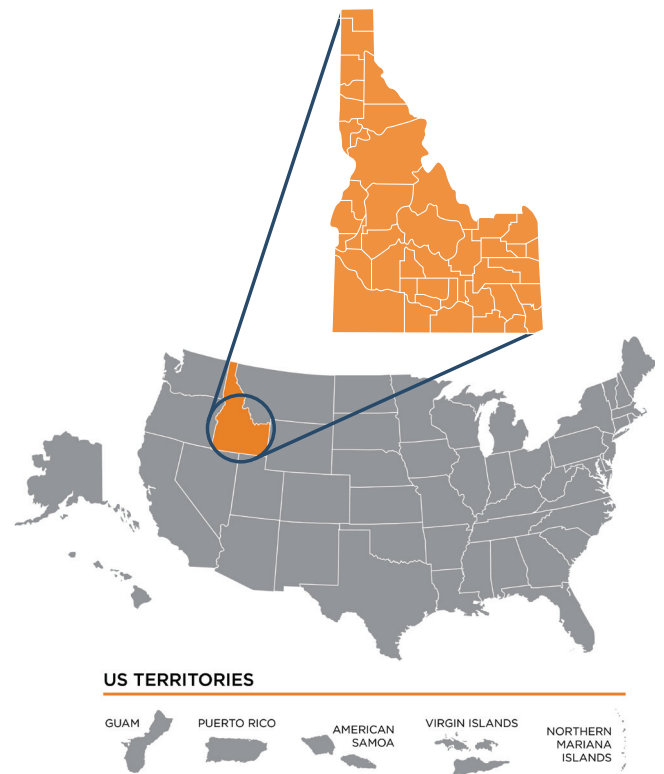 US TERRITORIES
GUAM
PUERTO RICO
AMERICAN
SAMOA
VIRGIN ISLANDS
NORTHERN
MARIANA
ISLANDS